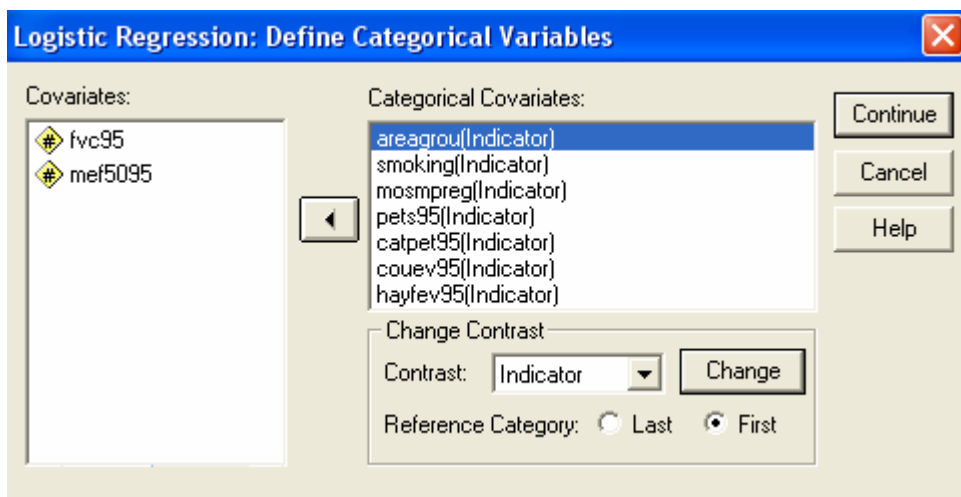 Logistic Regression: Define Categorical Variables
Covariates:
# fvc95
# mef5095
Categorical Covariates:
areagrou(Indicator)
smoking(Indicator)
mosmpreg(Indicator)
pets95(Indicator)
catpet95(Indicator)
couev95(Indicator)
hayfev95(Indicator)
Change Contrast
Contrast: Indicator Change
Reference Category: Last First
Continue
Cancel
Help